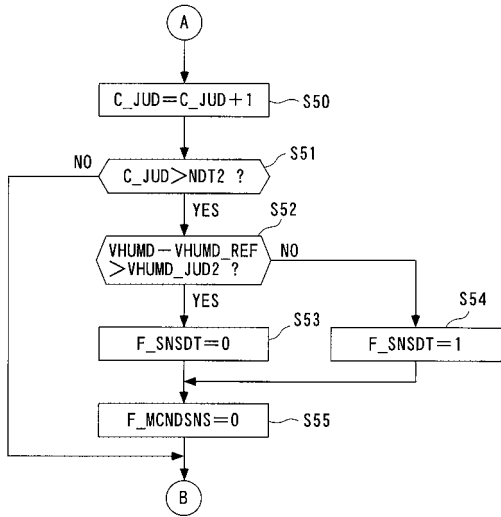 A
C_JUD=C_JUD+1
S50
S51
NO
C_JUD>NDT2 ?
YES
S52
VHUMD-VHUMD_REF
>VHUMD_JUD2 ?
NO
YES
S53
S54
F_SNSDT=0
F_SNSDT=1
F_MCNDSNS=0
S55
B